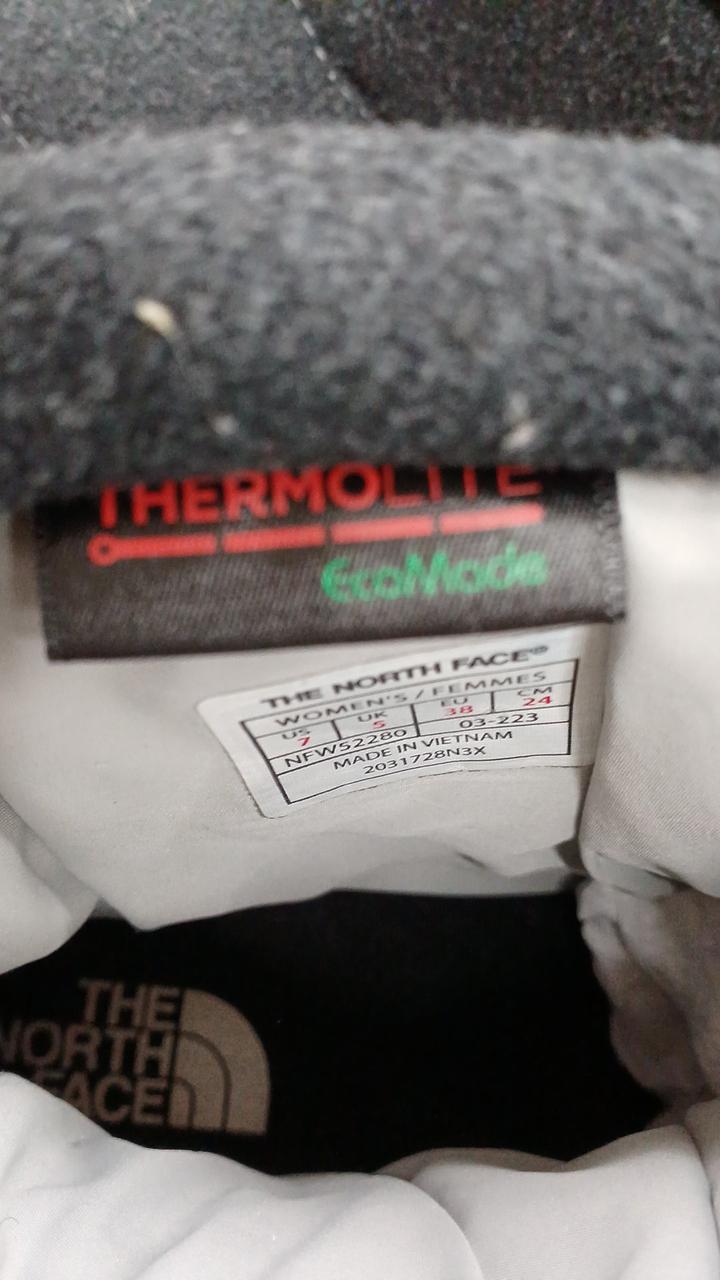 THERMOLITE
EcoMade
THE NORTH FACE®
WOMEN'S / FEMMES
US UK EU CM
7 5 38 24
NFW52280 03-223
MADE IN VIETNAM
2031728N3X
THE
NORTH
FACE